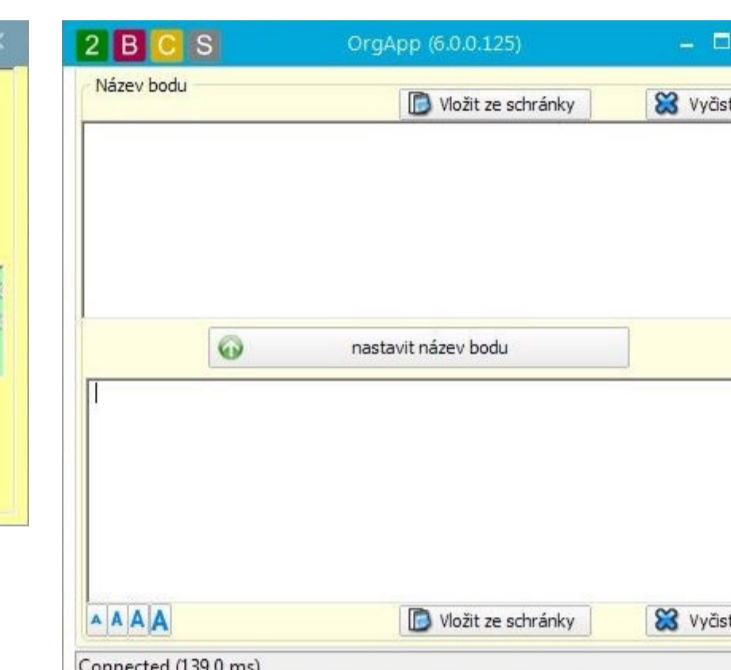 2 B C S OrgApp (6.0.0.125)
Název bodu
Vložit ze schránky
nastavit název bodu
A A A A Vložit ze schránky
Connected (139.0 ms)